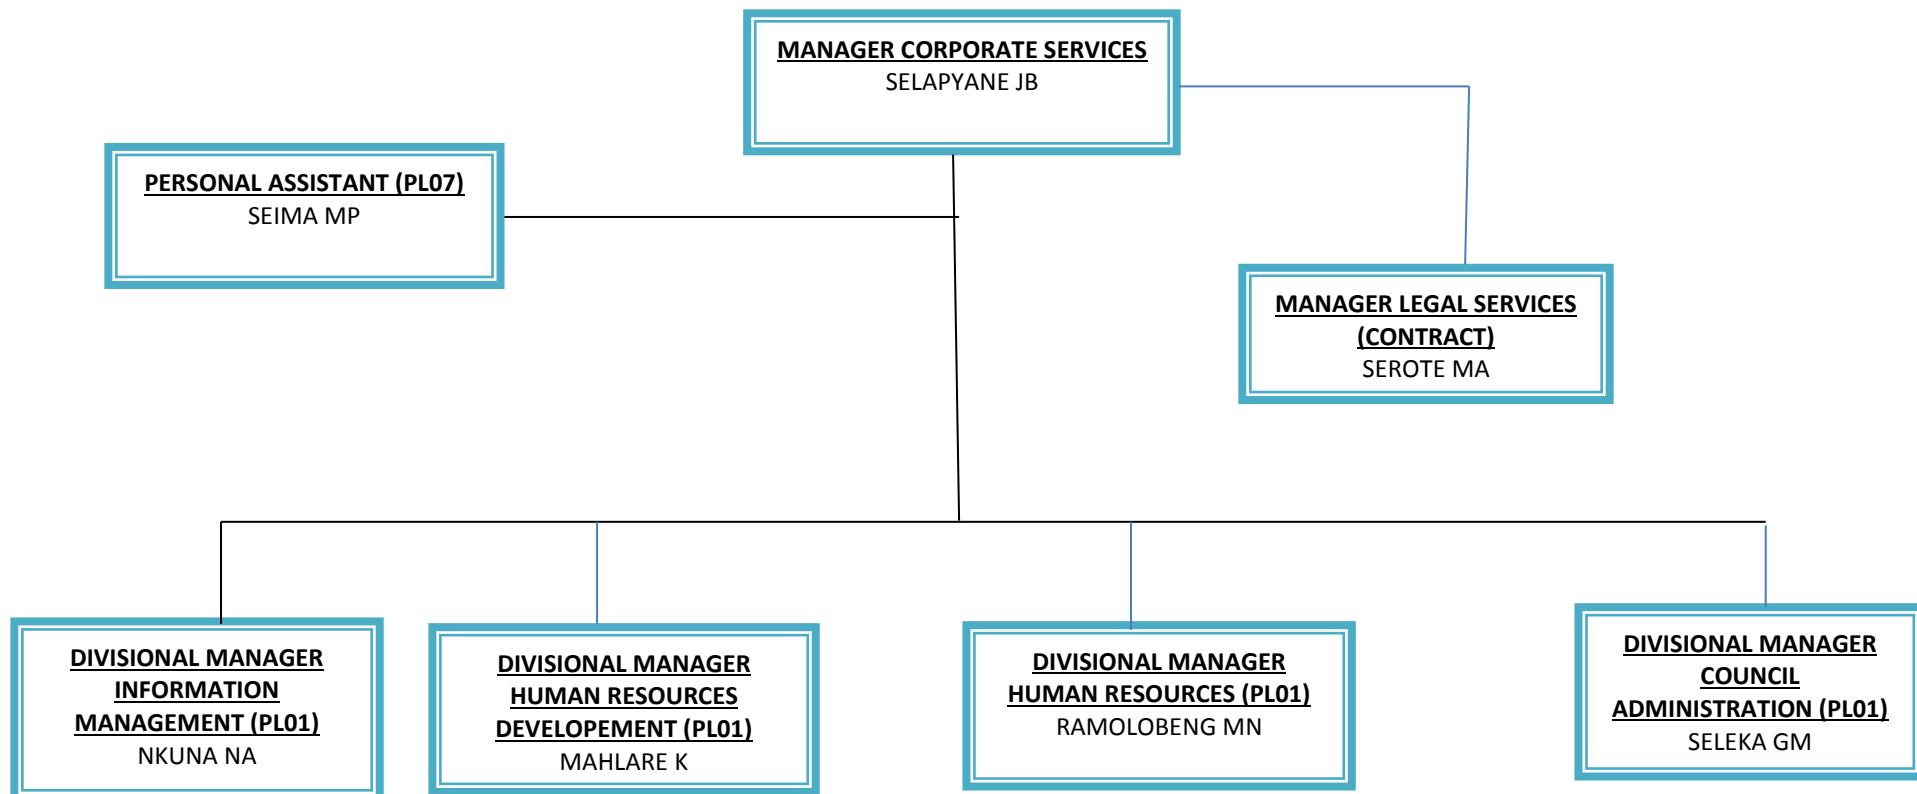 MANAGER CORPORATE SERVICES
SELAPYANE JB
PERSONAL ASSISTANT (PL07)
SEIMA MP
MANAGER LEGAL SERVICES
(CONTRACT)
SEROTE MA
DIVISIONAL MANAGER
INFORMATION
MANAGEMENT (PL01)
NKUNA NA
DIVISIONAL MANAGER
HUMAN RESOURCES
DEVELOPEMENT (PL01)
MAHLARE K
DIVISIONAL MANAGER
HUMAN RESOURCES (PL01)
RAMOLOBENG MN
DIVISIONAL MANAGER
COUNCIL
ADMINISTRATION (PL01)
SELEKA GM